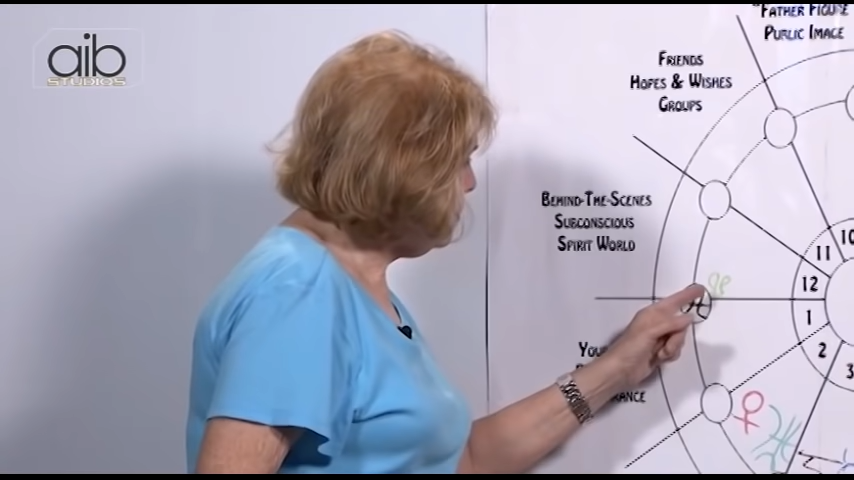 aib
STUDIOS
"FATHER FIGURE
PUBLIC IMAGE
FRIENDS
HOPES & WISHES
GROUPS
BEHIND-THE-SCENES
SUBCONSCIOUS
SPIRIT WORLD
YOUR
10
11
12
1
2
3